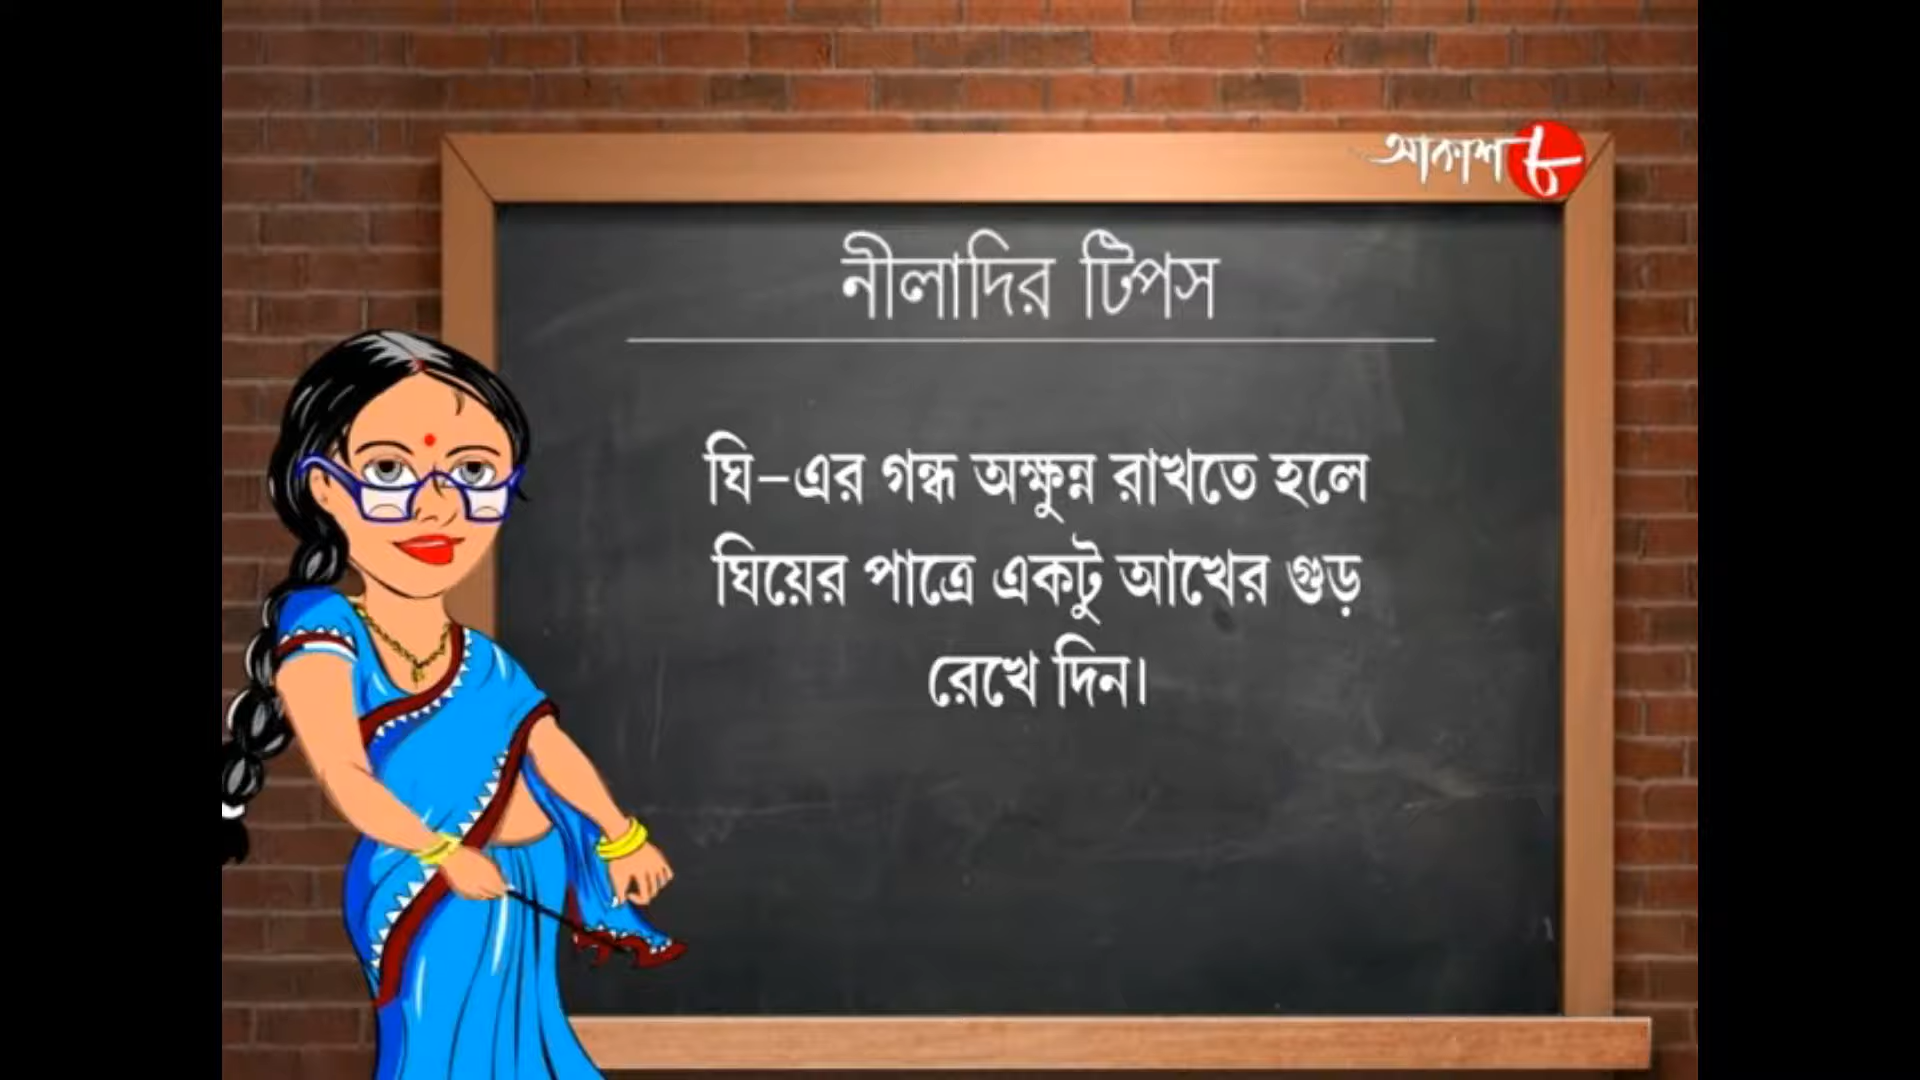 আকাশ ৮
নীলাদির টিপস
ঘি-এর গন্ধ অক্ষুন্ন রাখতে হলে
ঘিয়ের পাত্রে একটু আখের গুড়
রেখে দিন।